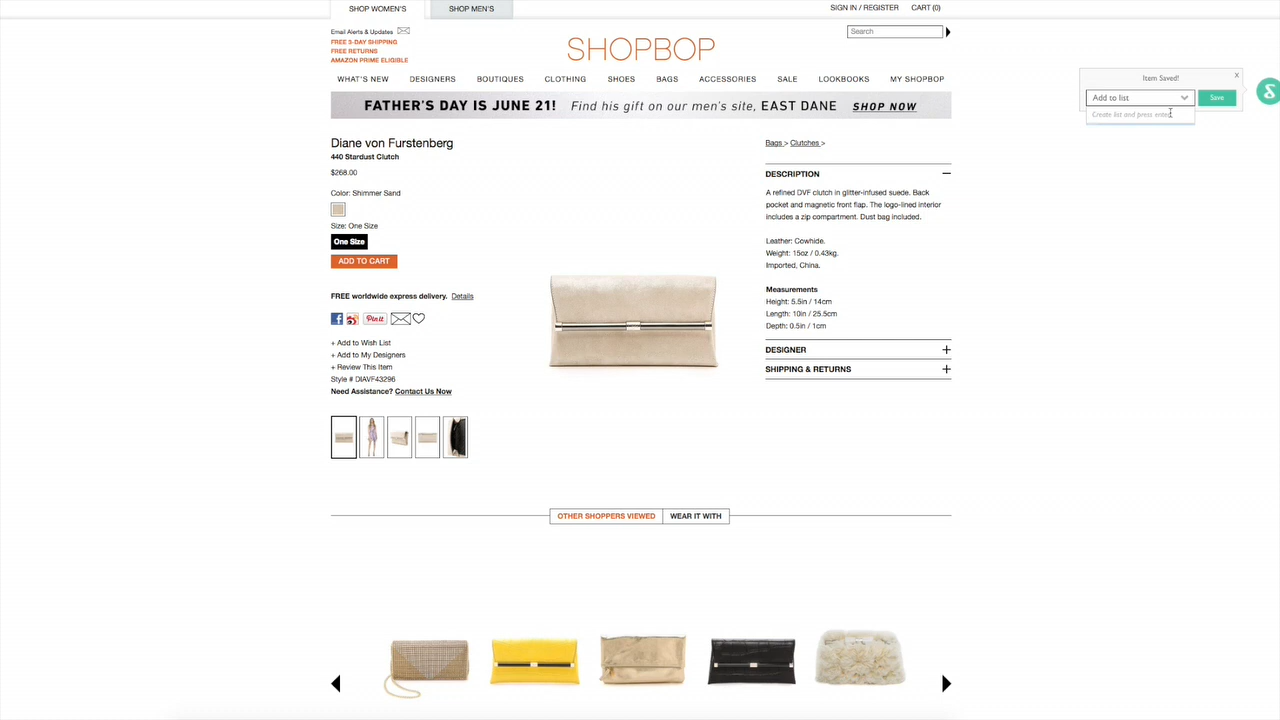 SHOP WOMEN'S
SHOP MEN'S
SIGN IN / REGISTER
CART (0)
Email Alerts & Updates
FREE 3-DAY SHIPPING
FREE RETURNS
AMAZON PRIME ELIGIBLE
SHOPBOP
Search
WHAT'S NEW DESIGNERS BOUTIQUES CLOTHING SHOES BAGS ACCESSORIES SALE LOOKBOOKS MY SHOPBOP
Item Saved!
x
Add to list
Save
Create list and press enter
FATHER'S DAY IS JUNE 21! Find his gift on our men's site, EAST DANE SHOP NOW
Diane von Furstenberg
440 Stardust Clutch
$268.00
Color: Shimmer Sand
Size: One Size
One Size
ADD TO CART
FREE worldwide express delivery. Details
Pin it
+ Add to Wish List
+ Add to My Designers
+ Review This Item
Style # DIAVF43296
Need Assistance? Contact Us Now
Bags > Clutches >
DESCRIPTION
A refined DVF clutch in glitter-infused suede. Back
pocket and magnetic front flap. The logo-lined interior
includes a zip compartment. Dust bag included.
Leather: Cowhide.
Weight: 15oz / 0.43kg.
Imported, China.
Measurements
Height: 5.5in / 14cm
Length: 10in / 25.5cm
Depth: 0.5in / 1cm
DESIGNER
SHIPPING & RETURNS
OTHER SHOPPERS VIEWED
WEAR IT WITH